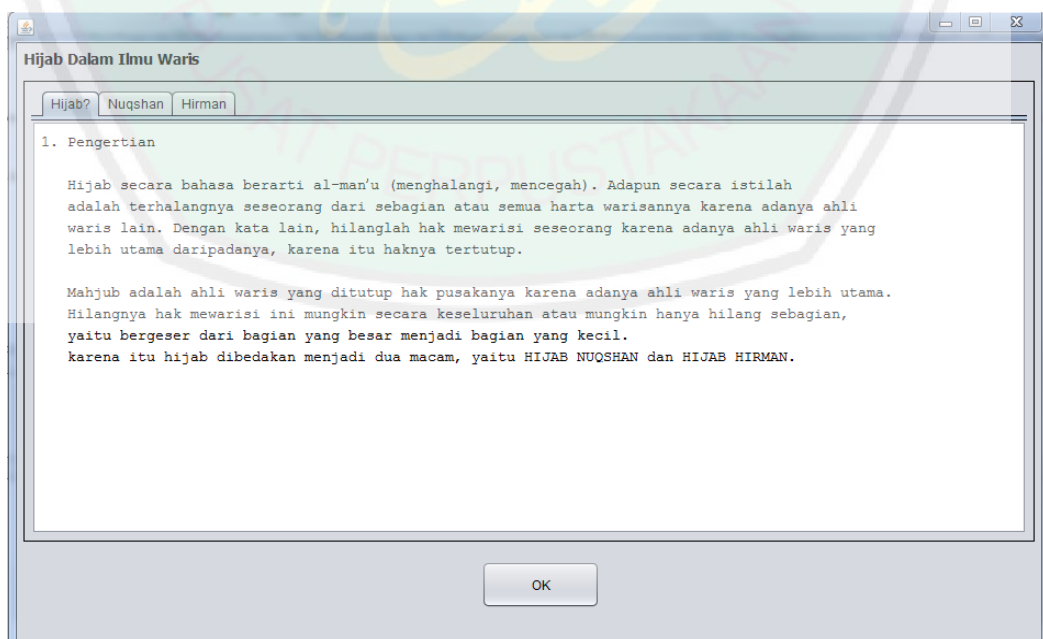 Hijab Dalam Ilmu Waris
Hijab? Nuqshan Hirman
1. Pengertian
Hijab secara bahasa berarti al-man'u (menghalangi, mencegah). Adapun secara istilah
adalah terhalangnya seseorang dari sebagian atau semua harta warisannya karena adanya ahli
waris lain. Dengan kata lain, hilanglah hak mewarisi seseorang karena adanya ahli waris yang
lebih utama daripadanya, karena itu haknya tertutup.
Mahjub adalah ahli waris yang ditutup hak pusakanya karena adanya ahli waris yang lebih utama.
Hilangnya hak mewarisi ini mungkin secara keseluruhan atau mungkin hanya hilang sebagian,
yaitu bergeser dari bagian yang besar menjadi bagian yang kecil.
karena itu hijab dibedakan menjadi dua macam, yaitu HIJAB NUQSHAN dan HIJAB HIRMAN.
OK
PUSAT PERPUSTAKAAN